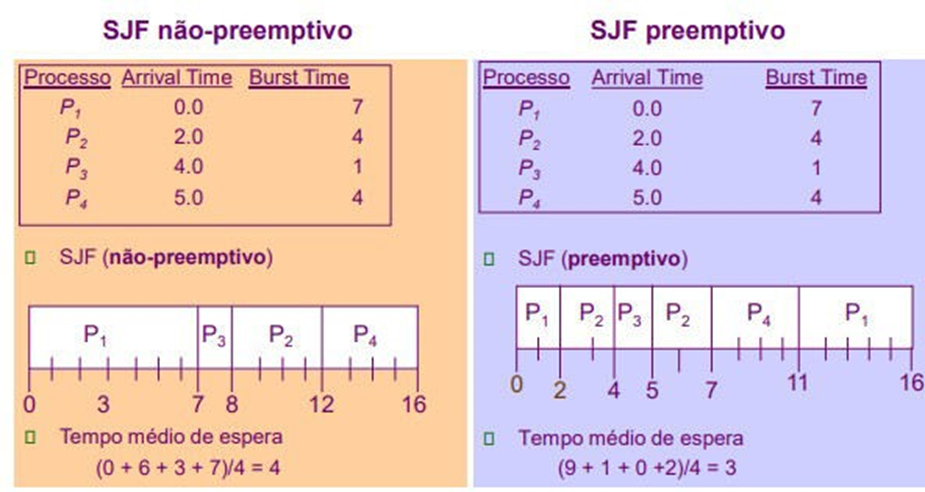 SJF não-preemptivo
Processo Arrival Time Burst Time
P1 0.0 7
P2 2.0 4
P3 4.0 1
P4 5.0 4
SJF (não-preemptivo)
P1 P3 P2 P4
0 3 7 8 12 16
Tempo médio de espera
(0 + 6 + 3 + 7)/4 = 4
SJF preemptivo
Processo Arrival Time Burst Time
P1 0.0 7
P2 2.0 4
P3 4.0 1
P4 5.0 4
SJF (preemptivo)
P1 P2 P3 P2 P4 P1
0 2 4 5 7 11 16
Tempo médio de espera
(9 + 1 + 0 +2)/4 = 3